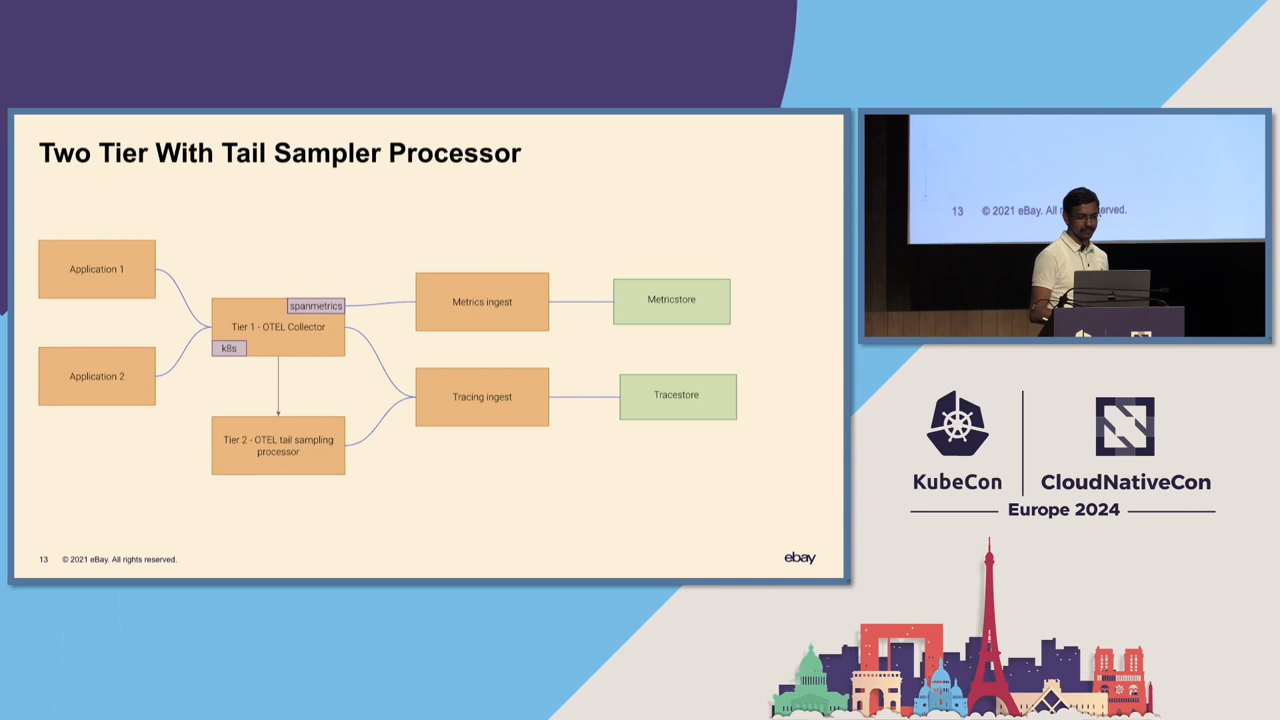 Two Tier With Tail Sampler Processor
Application 1
Application 2
spanmetrics
Tier 1 - OTEL Collector
k8s
Tier 2 - OTEL tail sampling
processor
Metrics ingest
Metricstore
Tracing ingest
Tracestore
13 © 2021 eBay. All rights reserved.
ebay
13 © 2021 eBay. All erved.
KubeCon
CloudNativeCon
Europe 2024